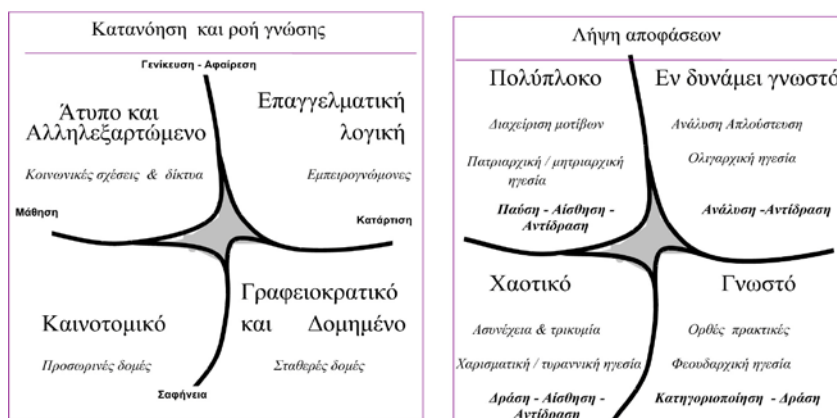 Κατανόηση και ροή γνώσης
Γενίκευση - Αφαίρεση
Άτυπο και
Αλληλεξαρτώμενο
Επαγγελματική
λογική
Κοινωνικές σχέσεις & δίκτυα
Εμπειρογνώμονες
Μάθηση
Κατάρτιση
Καινοτομικό
Γραφειοκρατικό
και Δομημένο
Προσωρινές δομές
Σταθερές δομές
Σαφήνεια
Λήψη αποφάσεων
Πολύπλοκο
Εν δυνάμει γνωστό
Διαχείριση μοτίβων
Ανάλυση Απλούστευση
Πατριαρχική / μητριαρχική
ηγεσία
Ολιγαρχική ηγεσία
Παύση - Αίσθηση -
Αντίδραση
Ανάλυση -Αντίδραση
Χαοτικό
Γνωστό
Ασυνέχεια & τρικυμία
Ορθές πρακτικές
Χαρισματική / τυραννική ηγεσία
Φεουδαρχική ηγεσία
Δράση - Αίσθηση -
Αντίδραση
Κατηγοριοποίηση - Δράση